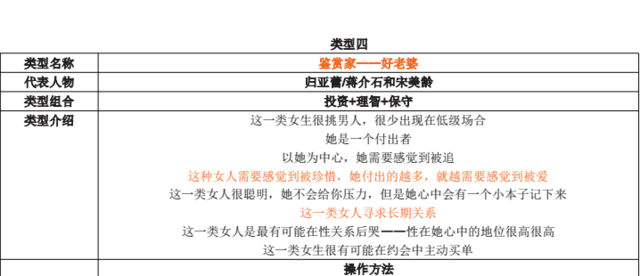 类型四
类型名称 鉴赏家——好老婆
代表人物 归亚蕾/蒋介石和宋美龄
类型组合 投资+理智+保守
类型介绍 这一类女生很挑男人，很少出现在低级场合
她是一个付出者
以她为中心，她需要感觉到被追
这种女人需要感觉到被珍惜，她付出的越多，就越需要感觉到被爱
这一类女人很聪明，她不会给你压力，但是她心中会有一个小本子记下来
这一类女人寻求长期关系
这一类女人是最有可能在性关系后哭——性在她心中的地位很高很高
这一类女生很有可能在约会中主动买单
操作方法